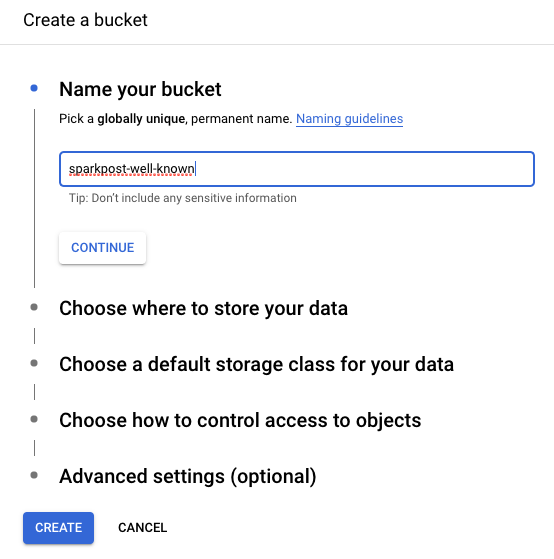 Create a bucket
Name your bucket
Pick a globally unique, permanent name. Naming guidelines
sparkpost-well-known
Tip: Don’t include any sensitive information
CONTINUE
Choose where to store your data
Choose a default storage class for your data
Choose how to control access to objects
Advanced settings (optional)
CREATE CANCEL